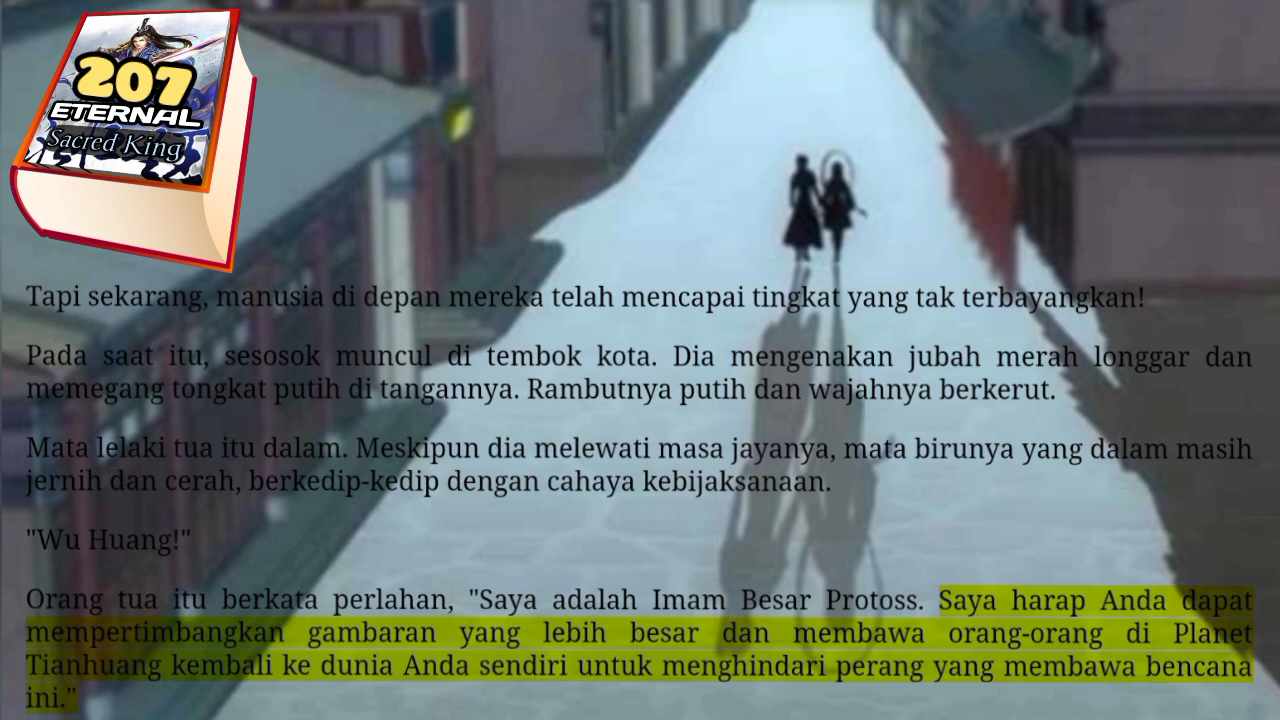 207
ETERNAL
Sacred King
Tapi sekarang, manusia di depan mereka telah mencapai tingkat yang tak terbayangkan!
Pada saat itu, sesosok muncul di tembok kota. Dia mengenakan jubah merah longgar dan
memegang tongkat putih di tangannya. Rambutnya putih dan wajahnya berkerut.
Mata lelaki tua itu dalam. Meskipun dia melewati masa jayanya, mata birunya yang dalam masih
jernih dan cerah, berkedip-kedip dengan cahaya kebijaksanaan.
"Wu Huang!"
Orang tua itu berkata perlahan, "Saya adalah Imam Besar Protoss. Saya harap Anda dapat
mempertimbangkan gambaran yang lebih besar dan membawa orang-orang di Planet
Tianhuang kembali ke dunia Anda sendiri untuk menghindari perang yang membawa bencana
ini."